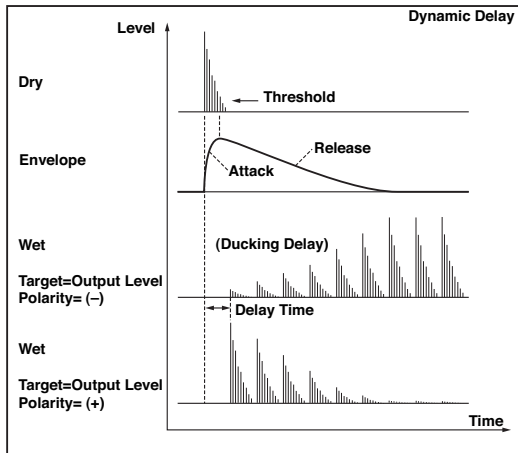 Dynamic Delay
Level
Dry
Threshold
Envelope
Release
Attack
Wet
(Ducking Delay)
Target=Output Level
Polarity= (–)
Delay Time
Wet
Target=Output Level
Polarity= (+)
Time